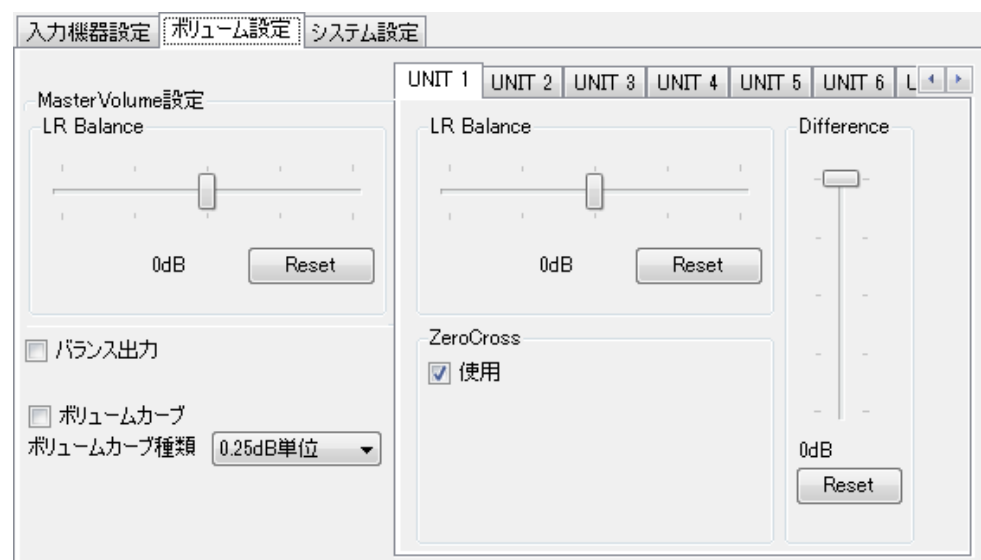 入力機器設定 ボリューム設定 システム設定
MasterVolume設定
LR Balance
0dB Reset
バランス出力
ボリュームカーブ
ボリュームカーブ種類 0.25dB単位
UNIT 1 UNIT 2 UNIT 3 UNIT 4 UNIT 5 UNIT 6
LR Balance
0dB Reset
ZeroCross
使用
Difference
0dB
Reset